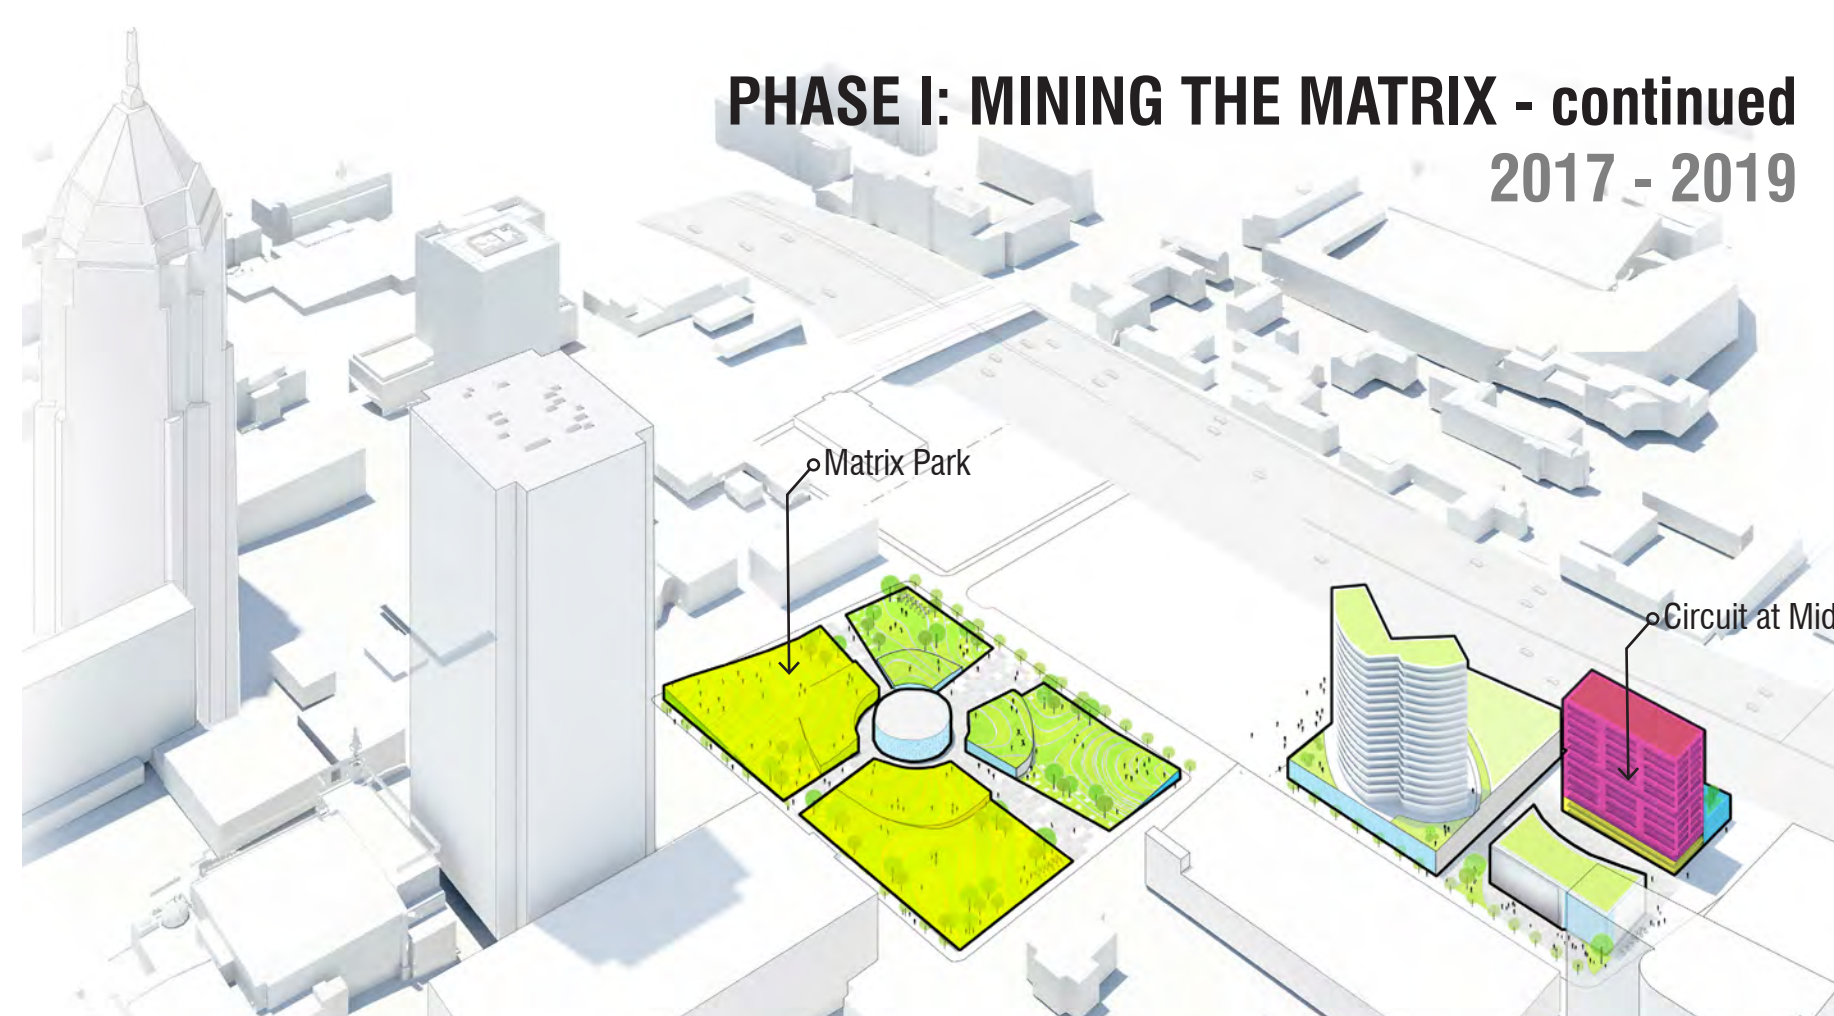 PHASE I: MINING THE MATRIX - continued
2017 - 2019
Matrix Park
Circuit at Mid